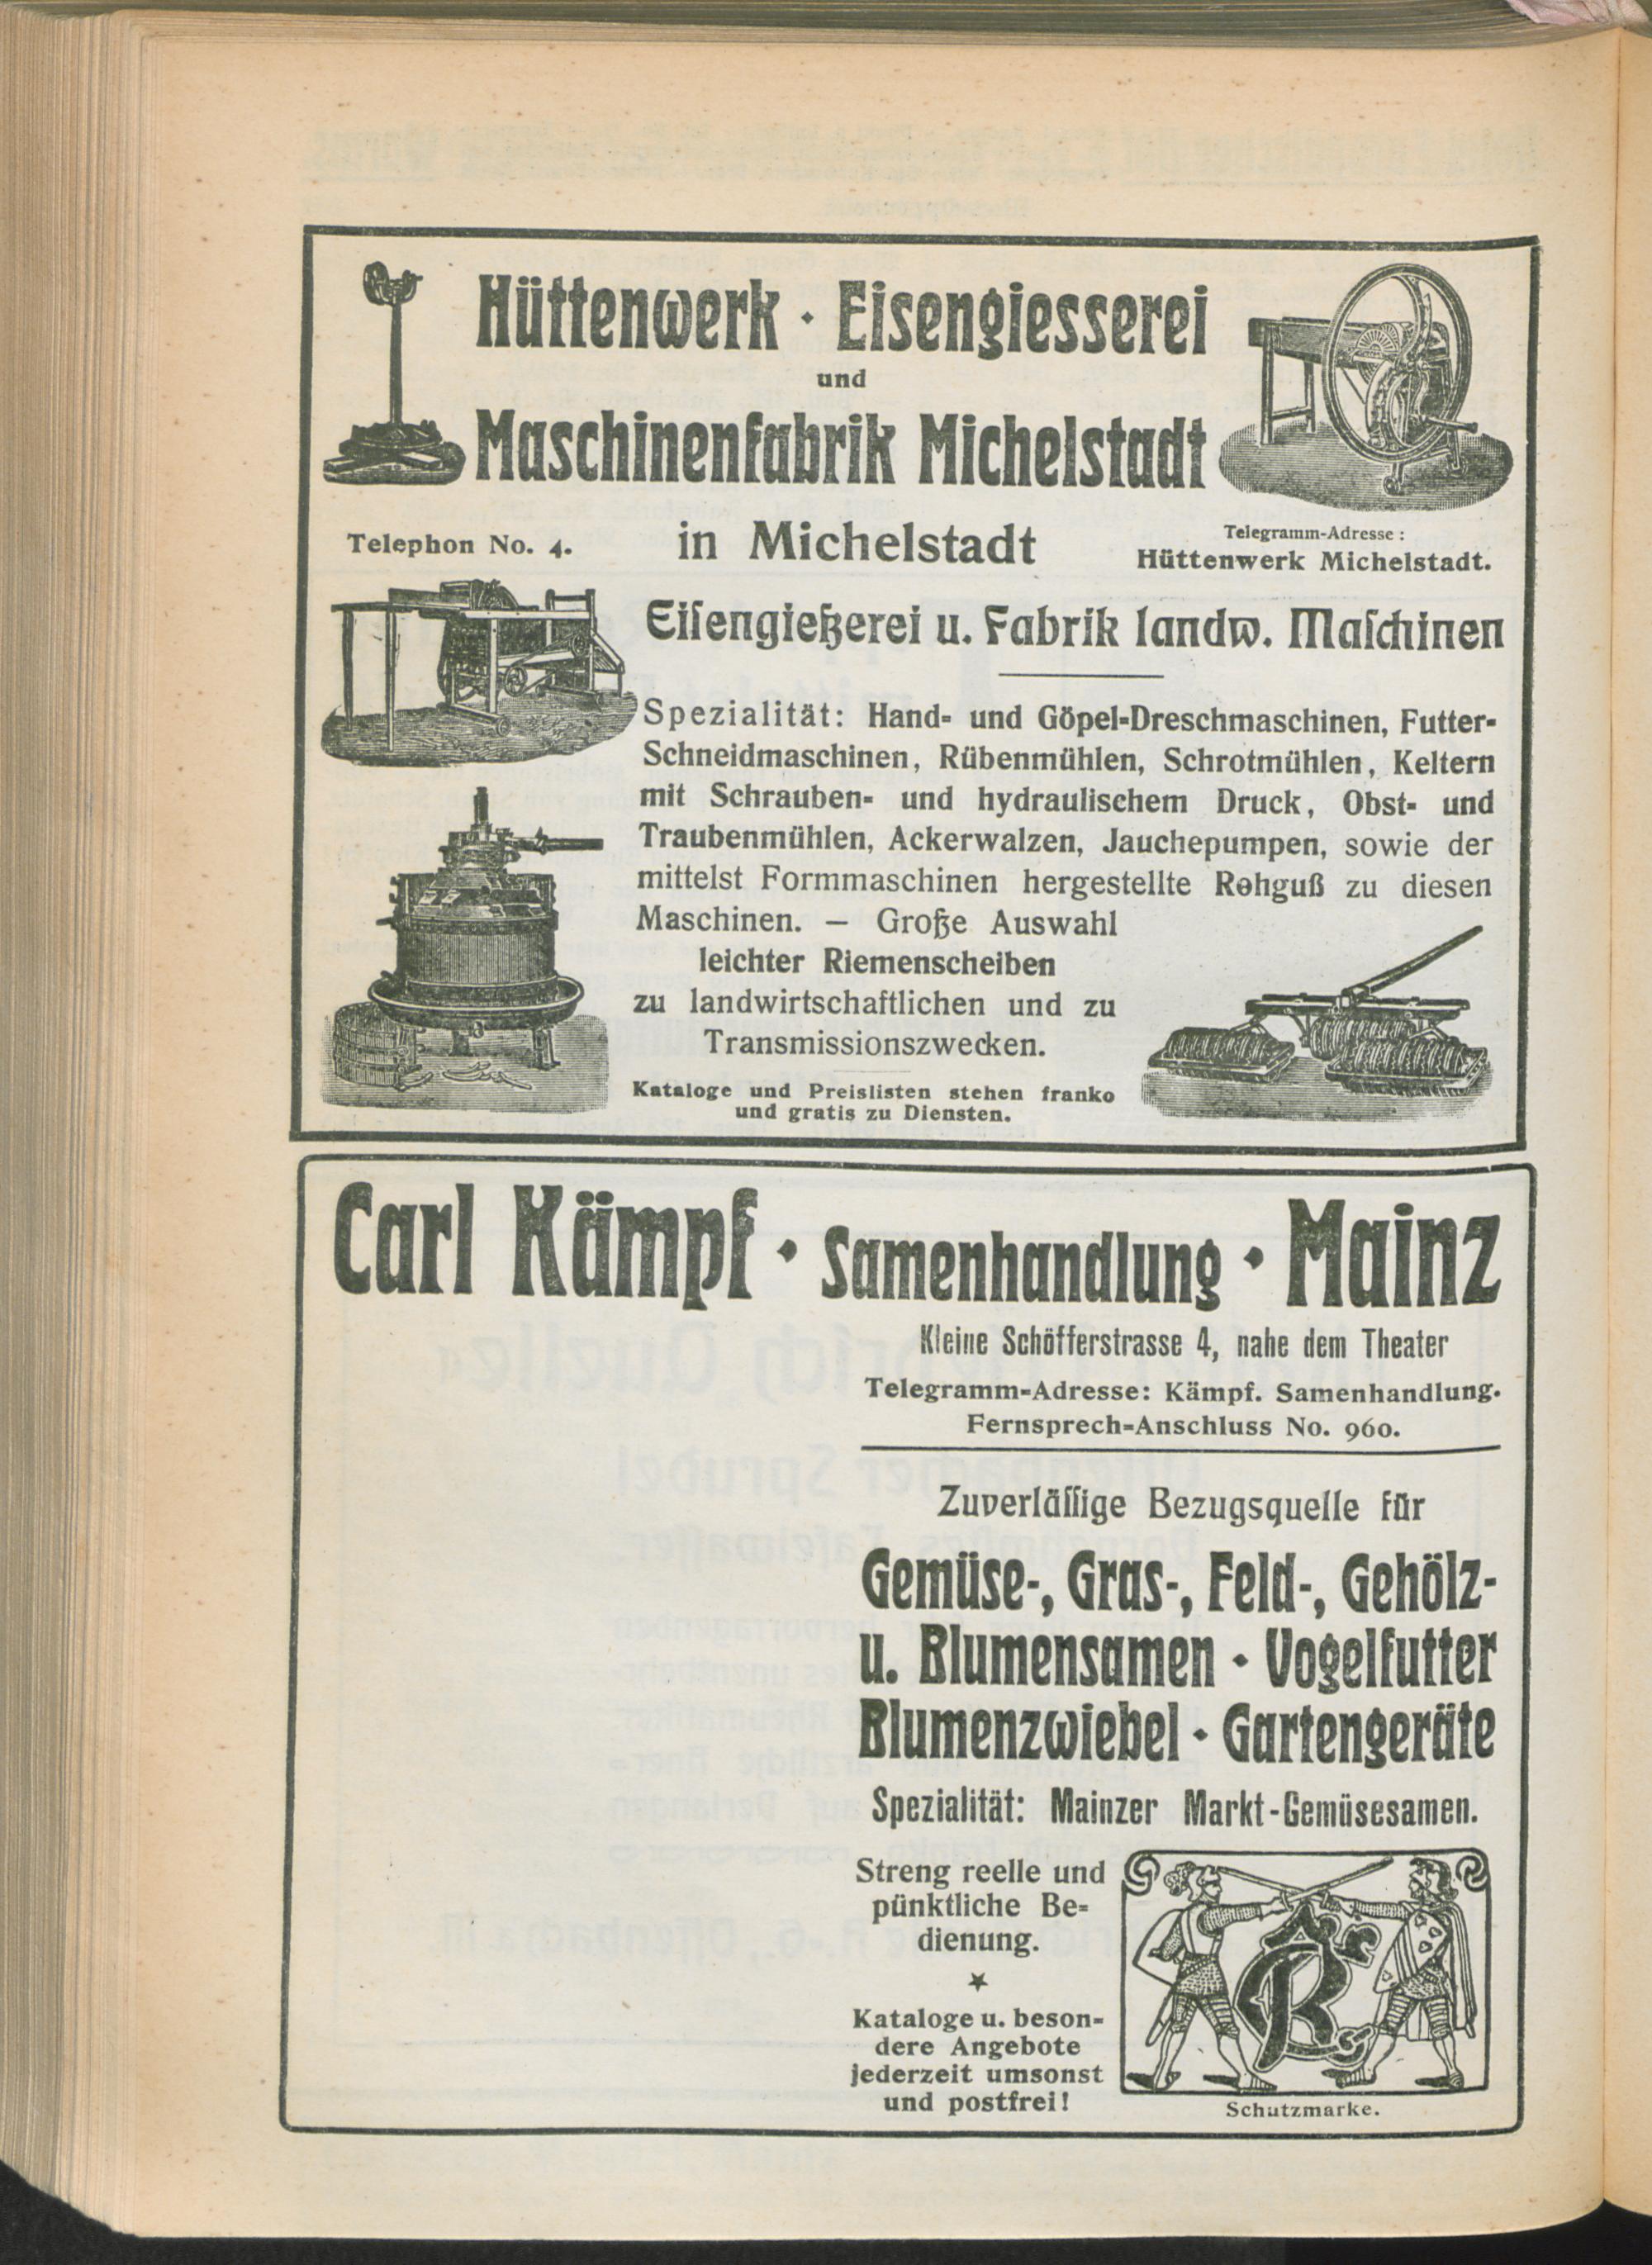 Hüttenwerk · Eisengiesserei
und
Maschinenfabrik Michelstadt
Telephon No. 4.
in Michelstadt
Telegramm-Adresse :
Hüttenwerk Michelstadt.
Eiſengießerei u. Fabrik landw. Maſchinen
Spezialität: Hand- und Göpel-Dreschmaschinen, Futter-
Schneidmaschinen, Rübenmühlen, Schrotmühlen, Keltern
mit Schrauben- und hydraulischem Druck, Obst- und
Traubenmühlen, Ackerwalzen, Jauchepumpen, sowie der
mittelst Formmaschinen hergestellte Rohguß zu diesen
Maschinen. — Große Auswahl
leichter Riemenscheiben
zu landwirtschaftlichen und zu
Transmissionszwecken.
Kataloge und Preislisten stehen franko
und gratis zu Diensten.
Carl Kämpf · Samenhandlung · Mainz
Kleine Schöfferstrasse 4, nahe dem Theater
Telegramm-Adresse: Kämpf. Samenhandlung.
Fernsprech-Anschluss No. 960.
Zuverläſſige Bezugsquelle für
Gemüse-, Gras-, Feld-, Gehölz-
u. Blumensamen · Vogelfutter
Blumenzwiebel · Gartengeräte
Spezialität: Mainzer Markt-Gemüsesamen.
Streng reelle und
pünktliche Be-
dienung.
Kataloge u. beson-
dere Angebote
jederzeit umsonst
und postfrei!
Schutzmarke.